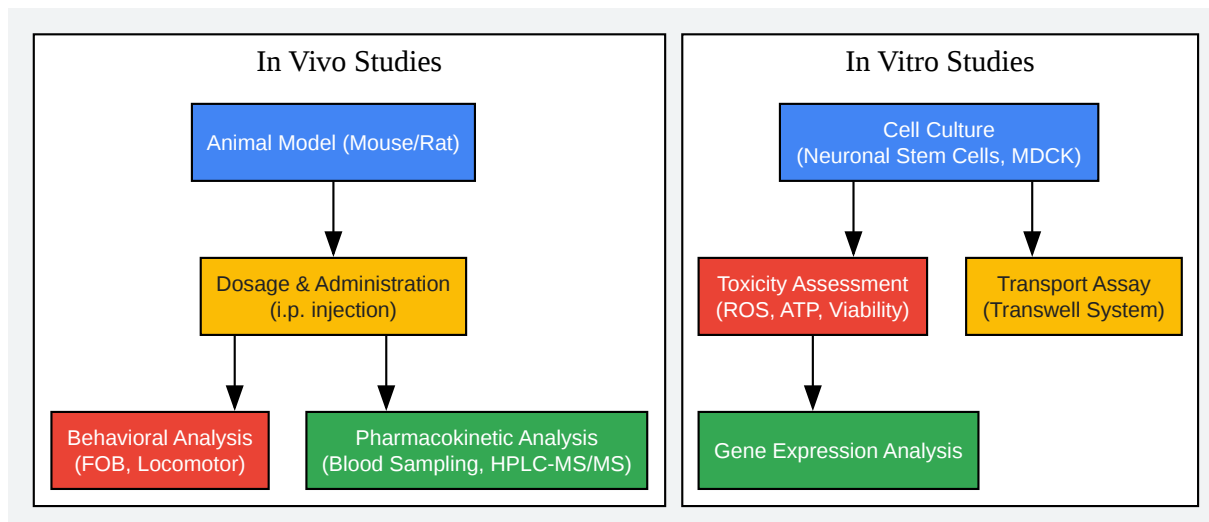 In Vivo Studies
Animal Model (Mouse/Rat)
Dosage & Administration
(i.p. injection)
Behavioral Analysis
(FOB, Locomotor)
Pharmacokinetic Analysis
(Blood Sampling, HPLC-MS/MS)
In Vitro Studies
Cell Culture
(Neuronal Stem Cells, MDCK)
Toxicity Assessment
(ROS, ATP, Viability)
Transport Assay
(Transwell System)
Gene Expression Analysis